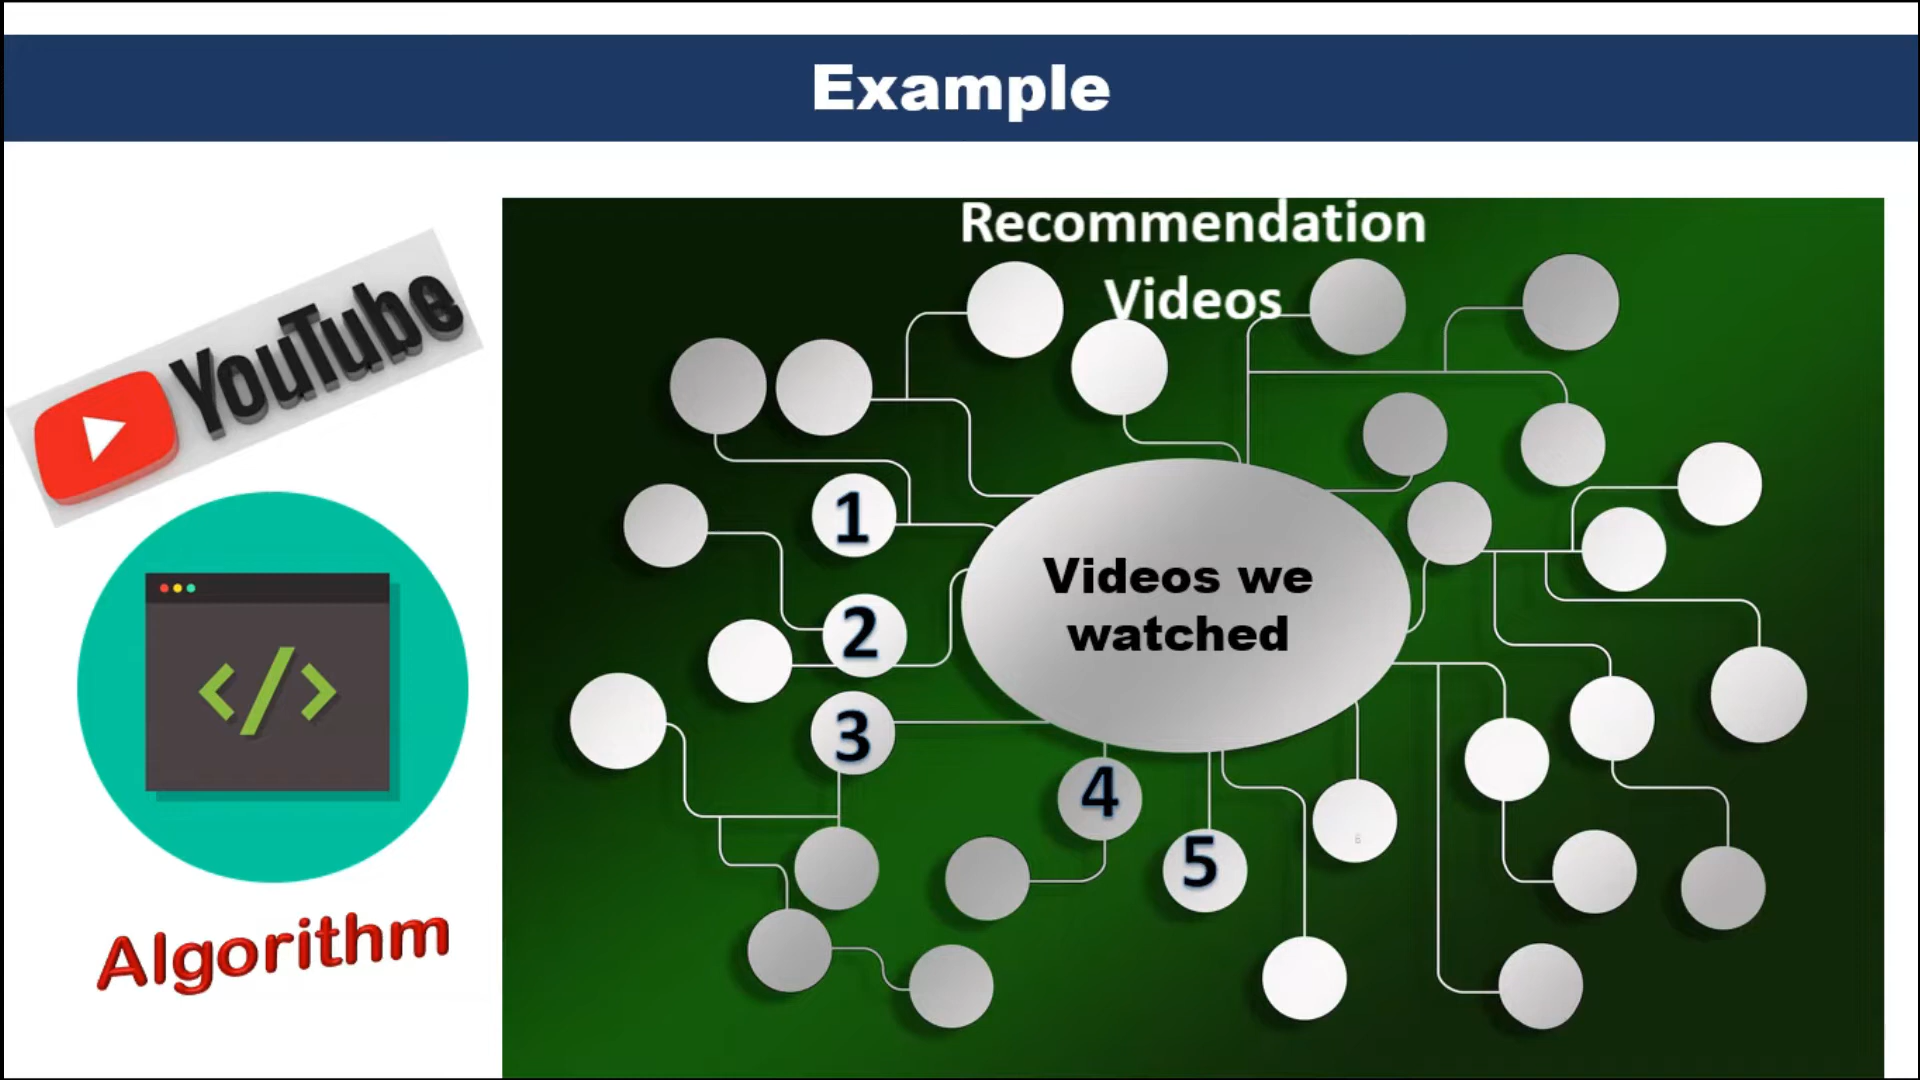 Example
YouTube
Algorithm
Recommendation
Videos
Videos we
watched
1
2
3
4
5